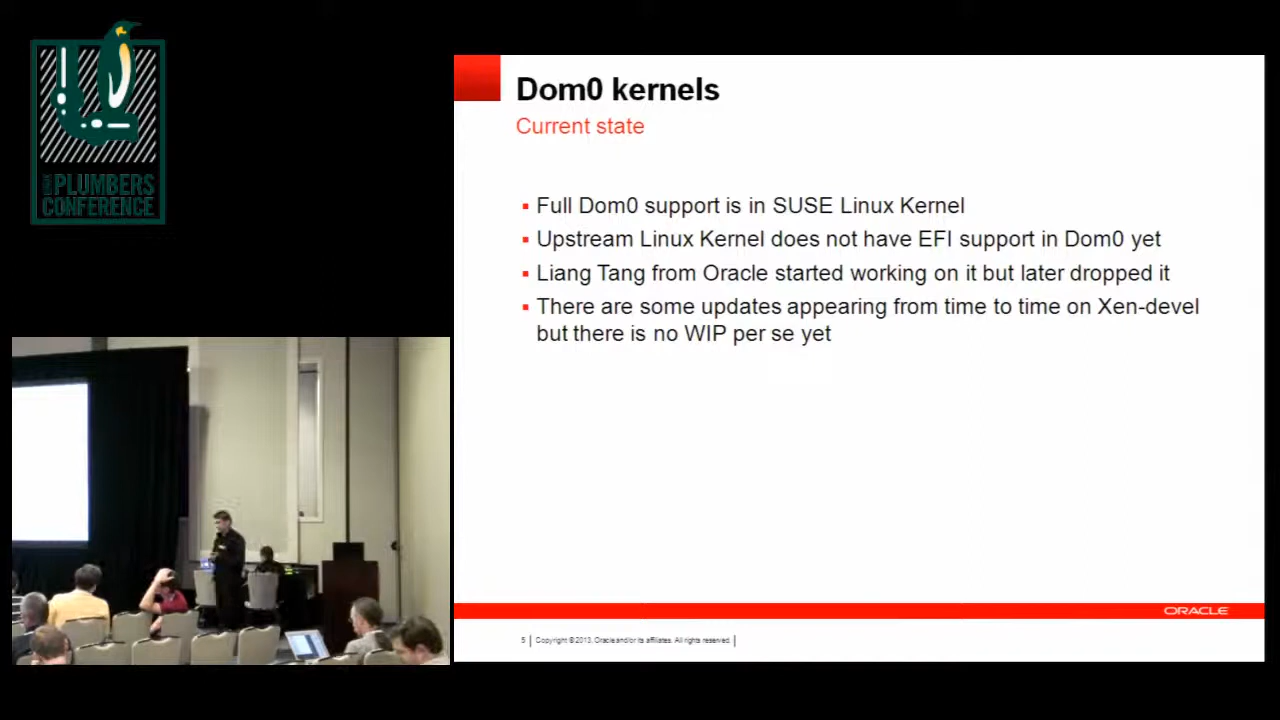 LINUX
PLUMBERS
CONFERENCE
Dom0 kernels
Current state
Full Dom0 support is in SUSE Linux Kernel
Upstream Linux Kernel does not have EFI support in Dom0 yet
Liang Tang from Oracle started working on it but later dropped it
There are some updates appearing from time to time on Xen-devel
but there is no WIP per se yet
ORACLE
5 | Copyright © 2013, Oracle and/or its affiliates. All rights reserved. |